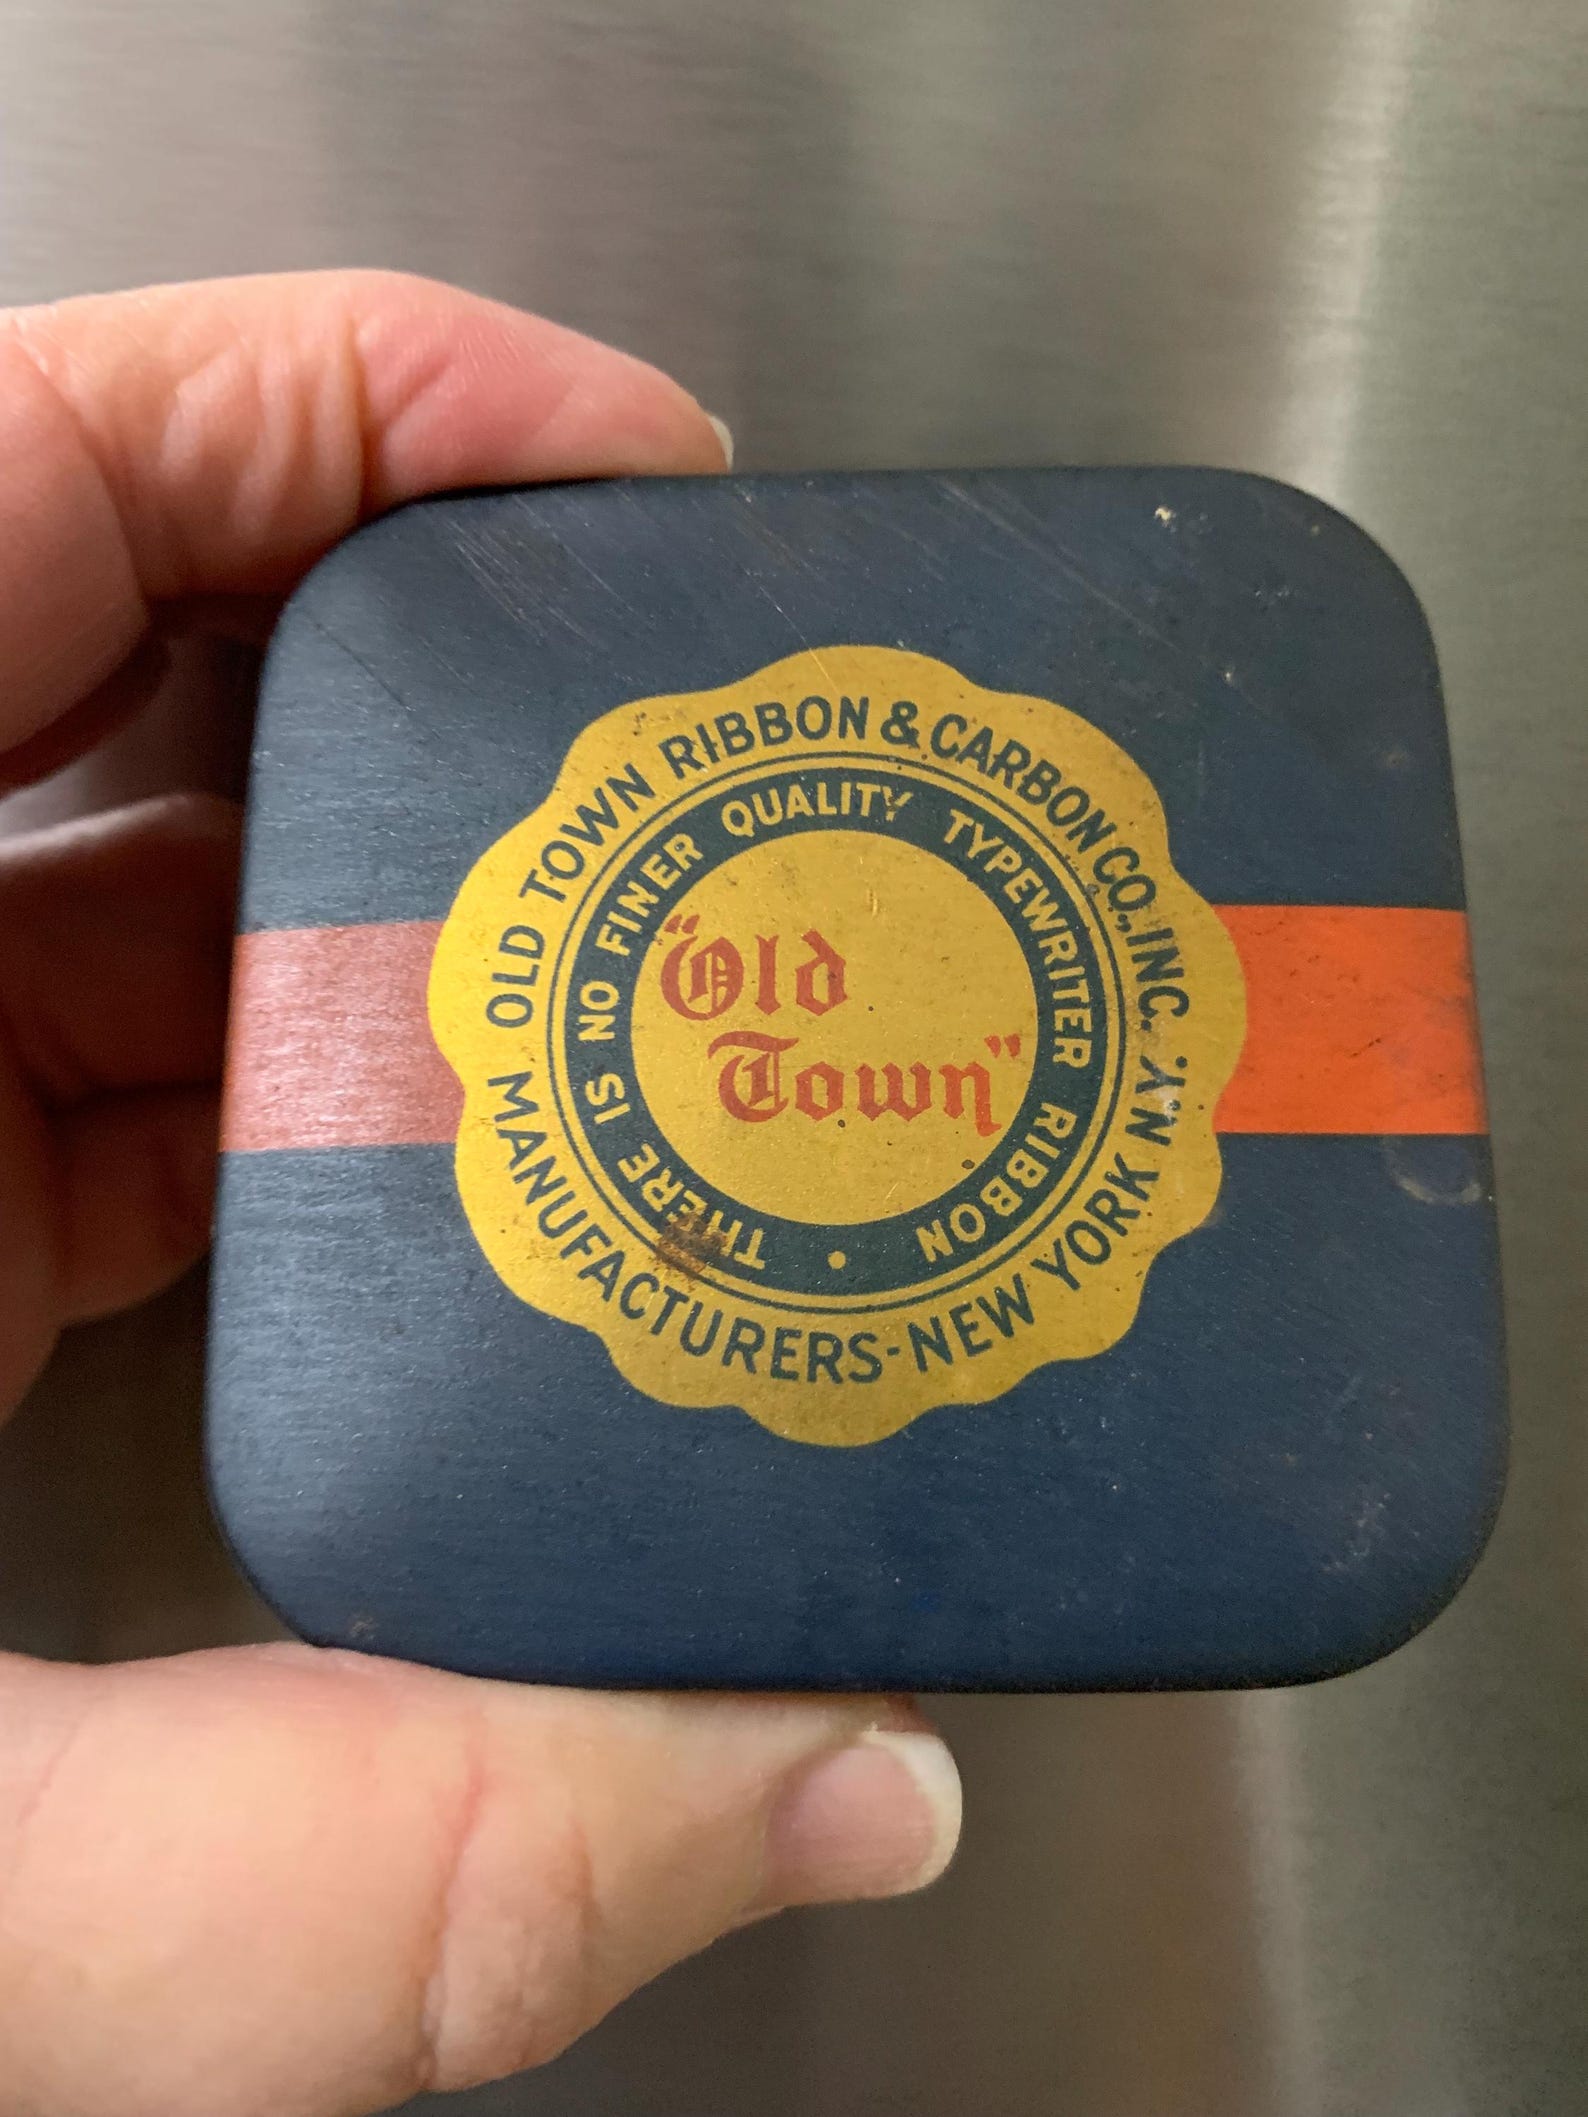 OLD TOWN RIBBON & CARBON CO., INC.
MANUFACTURERS-NEW YORK N.Y.
THERE IS NO FINER QUALITY TYPEWRITER RIBBON •
"Old
Town"